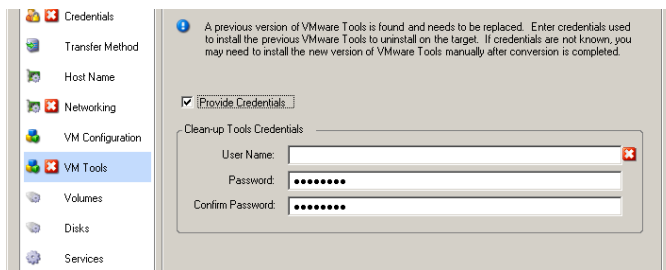 Credentials
Transfer Method
Host Name
Networking
VM Configuration
VM Tools
Volumes
Disks
Services
A previous version of VMware Tools is found and needs to be replaced. Enter credentials used
to install the previous VMware Tools to uninstall on the target. If credentials are not known, you
may need to install the new version of VMware Tools manually after conversion is completed.
Provide Credentials
Clean-up Tools Credentials
User Name:
Password: ●●●●●●●●
Confirm Password: ●●●●●●●●